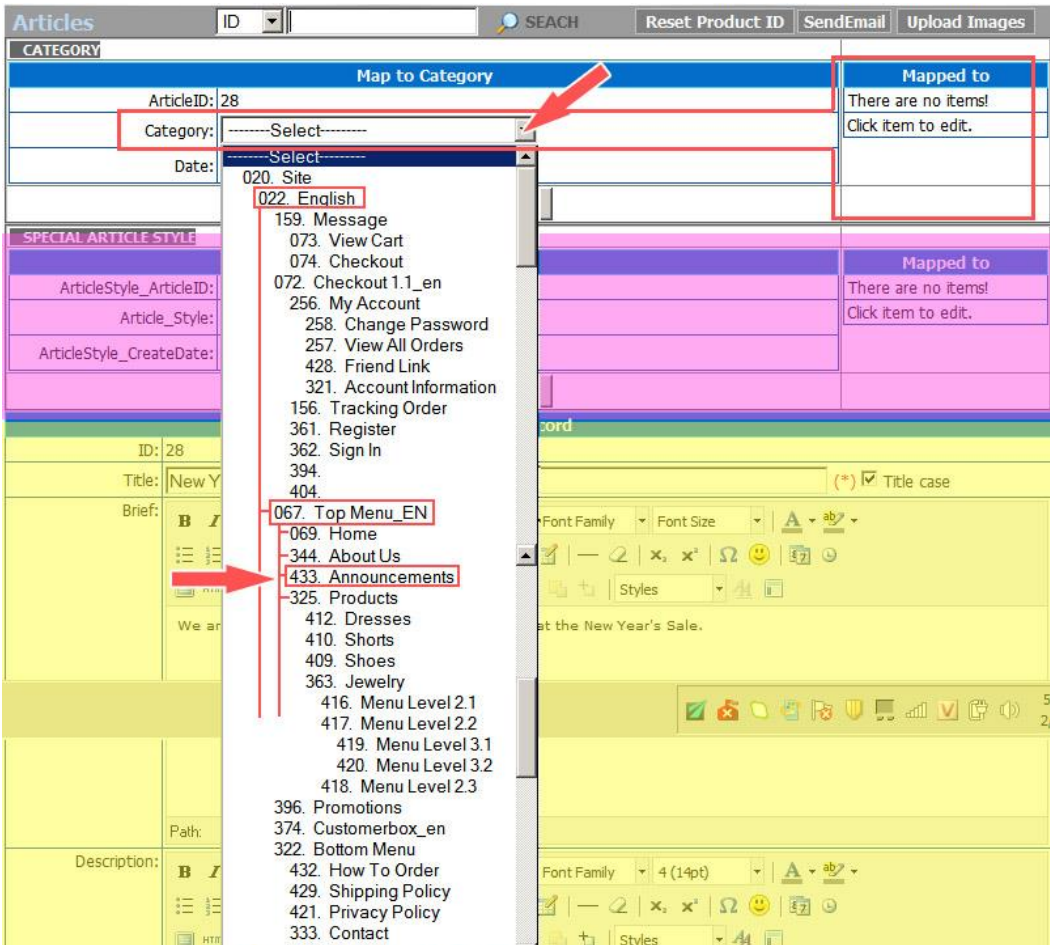 Articles ID SEACH Reset Product ID SendEmail Upload Images
CATEGORY
Map to Category Mapped to
ArticleID: 28 There are no items!
Category: --------Select--------- Click item to edit.
Date: --------Select---------
020. Site
022. English
159. Message
SPECIAL ARTICLE STYLE 073. View Cart
074. Checkout Mapped to
ArticleStyle_ArticleID: 072. Checkout 1.1_en There are no items!
Article_Style: 256. My Account Click item to edit.
258. Change Password
ArticleStyle_CreateDate: 257. View All Orders
428. Friend Link
321. Account Information
156. Tracking Order
361. Register cord
ID: 28 362. Sign In
394.
Title: New Y (*) Title case
404.
Brief: 067. Top Menu_EN
B I Font Family Font Size A ab
069. Home
344. About Us
433. Announcements
HTM Styles
325. Products
We ar 412. Dresses at the New Year's Sale.
410. Shorts
409. Shoes
363. Jewelry
416. Menu Level 2.1
417. Menu Level 2.2
419. Menu Level 3.1
420. Menu Level 3.2
418. Menu Level 2.3
396. Promotions
Path: 374. Customerbox_en
322. Bottom Menu
Description: 432. How To Order
B I Font Family 4 (14pt) A ab
429. Shipping Policy
421. Privacy Policy
333. Contact
HTM Styles